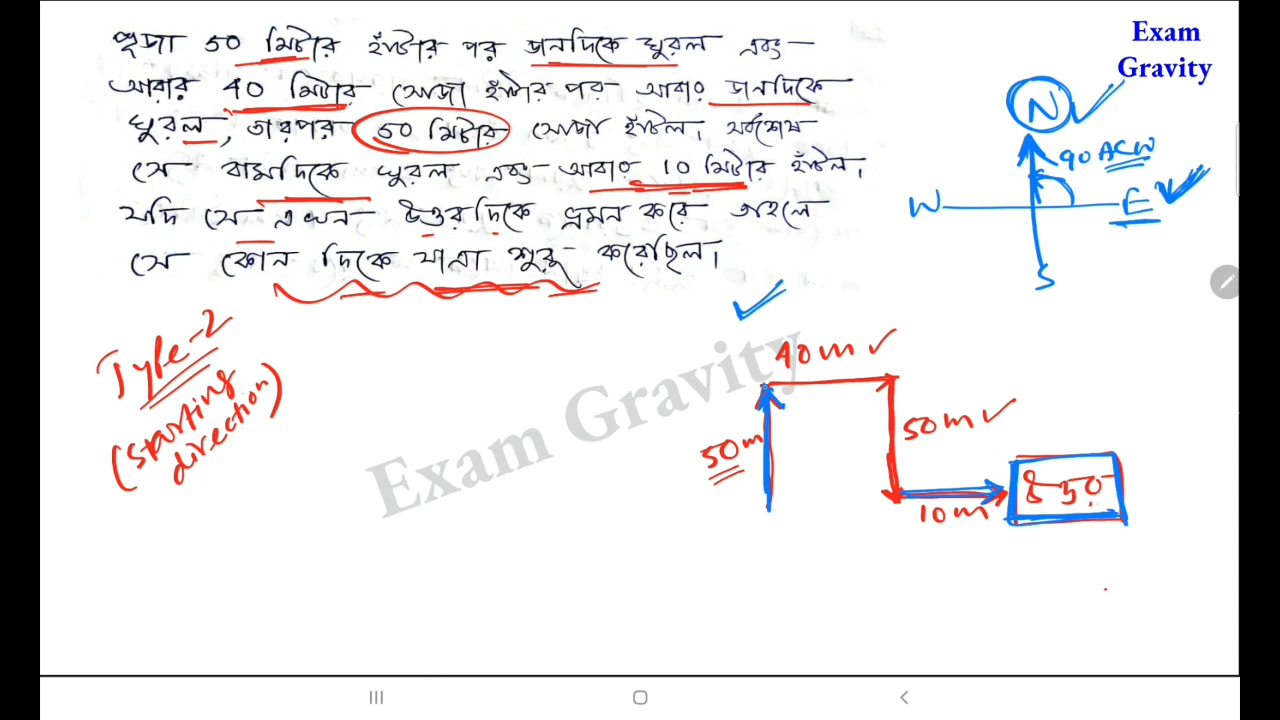 পূজা 50 মিটার হাঁটার পর ডানদিকে ঘুরল এবং
আবার 40 মিটার সোজা হাঁটার পর আবার ডানদিকে
ঘুরল, তারপর 50 মিটার সোজা হাঁটল। সর্বশেষ
সে বামদিকে ঘুরল এবং আবার 10 মিটার হাঁটল।
যদি সে এখন উত্তর দিকে ভ্রমন করে তাহলে
সে কোন দিকে যাত্রা শুরু করেছিল।
Exam
Gravity
N
90 ACW
W
E
S
Type-2
(starting
direction)
Exam Gravity
40m
50m
50m
10m